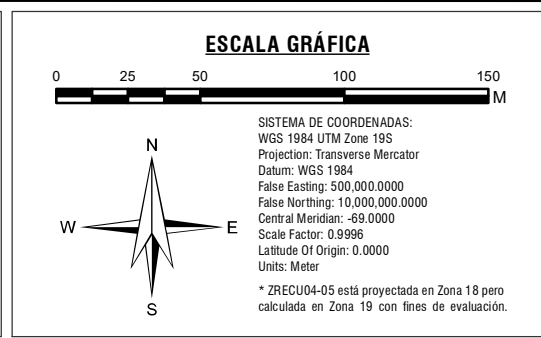 ESCALA GRÁFICA
0 25 50 100 150
M
SISTEMA DE COORDENADAS:
WGS 1984 UTM Zone 19S
Projection: Transverse Mercator
Datum: WGS 1984
False Easting: 500,000.0000
False Northing: 10,000,000.0000
Central Meridian: -69.0000
Scale Factor: 0.9996
Latitude Of Origin: 0.0000
Units: Meter
* ZRECU04-05 está proyectada en Zona 18 pero
calculada en Zona 19 con fines de evaluación.
N
W E
S